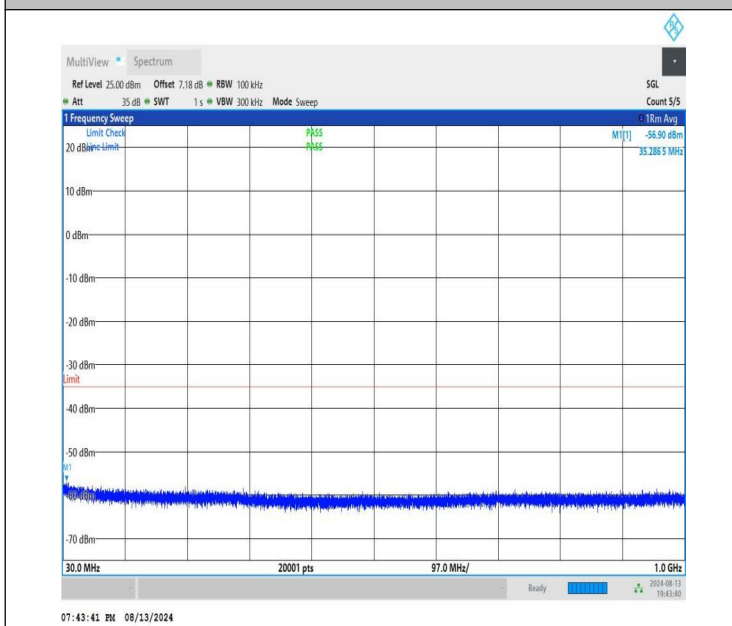 MultiView Spectrum
Ref Level 25.00 dBm Offset 7.18 dB RBW 100 kHz SGL
Att 35 dB SWT 1 s VBW 300 kHz Mode Sweep Count 5/5
1 Frequency Sweep 1Rm Avg
Limit Check PASS M1[1] -56.90 dBm
20 dBm Line Limit PASS 35.286 5 MHz
10 dBm
0 dBm
-10 dBm
-20 dBm
-30 dBm
Limit
-40 dBm
-50 dBm
M1
-60 dBm
-70 dBm
30.0 MHz 20001 pts 97.0 MHz/ 1.0 GHz
Ready 2024-08-13
19:43:40
07:43:41 PM 08/13/2024